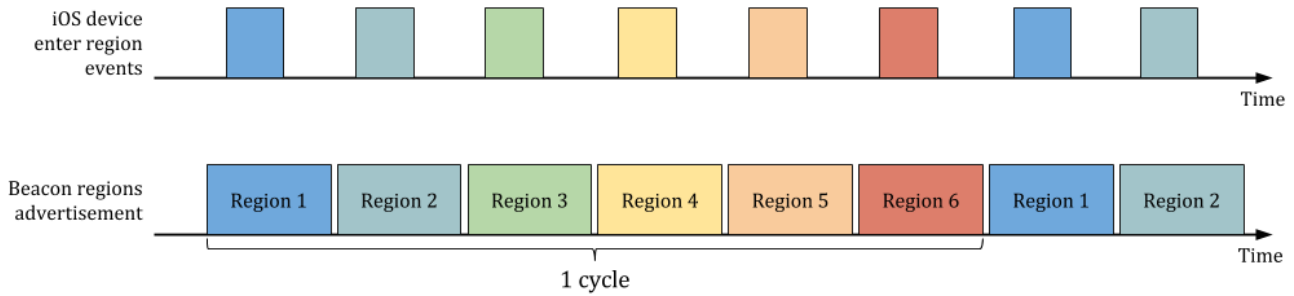 iOS device
enter region
events
Time
Beacon regions
advertisement
Region 1
Region 2
Region 3
Region 4
Region 5
Region 6
Region 1
Region 2
Time
1 cycle